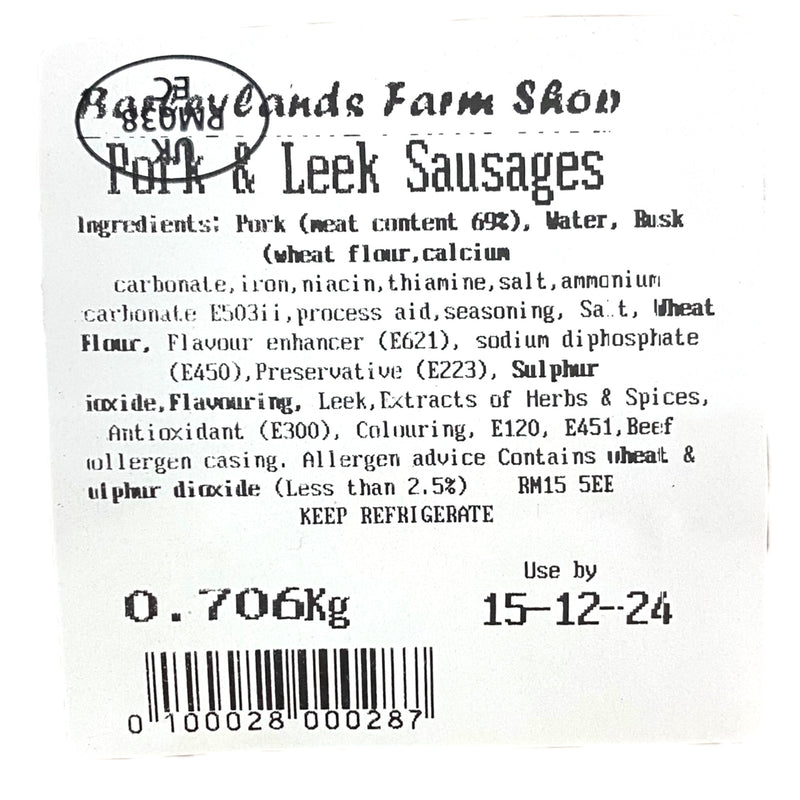 Barleylands Farm Shop
UK
RM038
EC
Pork & Leek Sausages
Ingredients: Pork (meat content 69%), Water, Rusk
(wheat flour,calcium
carbonate,iron,niacin,thiamine,salt,ammonium
carbonate E503ii,process aid,seasoning, Salt, Wheat
Flour, Flavour enhancer (E621), sodium diphosphate
(E450),Preservative (E223), Sulphur
ioxide,Flavouring, Leek,Extracts of Herbs & Spices,
Antioxidant (E300), Colouring, E120, E451,Beef
ollergen casing. Allergen advice Contains wheat &
ulphur dioxide (Less than 2.5%) RM15 5EE
KEEP REFRIGERATE
Use by
0.706Kg 15-12-24
0 100028 000287